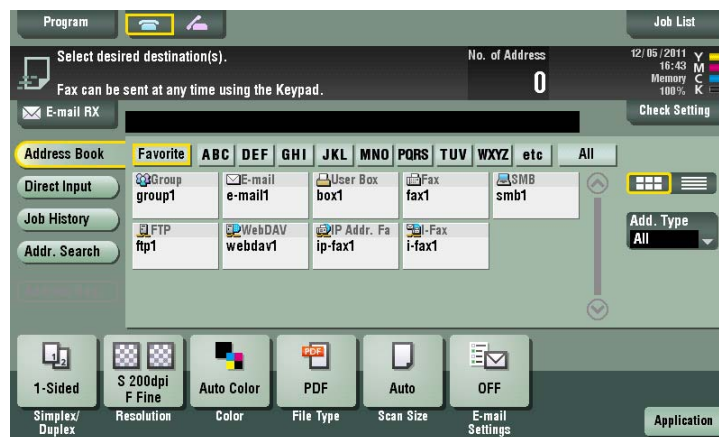 Program
Job List
Select desired destination(s).
No. of Address
12/05/2011
16:43
Memory
100%
Y
M
C
K
Fax can be sent at any time using the Keypad.
0
E-mail RX
Check Setting
Address Book
Favorite ABC DEF GHI JKL MNO PQRS TUV WXYZ etc All
Direct Input
Job History
Addr. Search
Group
group1
E-mail
e-mail1
User Box
box1
Fax
fax1
SMB
smb1
FTP
ftp1
WebDAV
webdav1
IP Addr. Fa
ip-fax1
I-Fax
i-fax1
Add. Type
All
1-Sided
Simplex/
Duplex
S 200dpi
F Fine
Resolution
Auto Color
Color
PDF
PDF
File Type
Auto
Scan Size
OFF
E-mail
Settings
Application